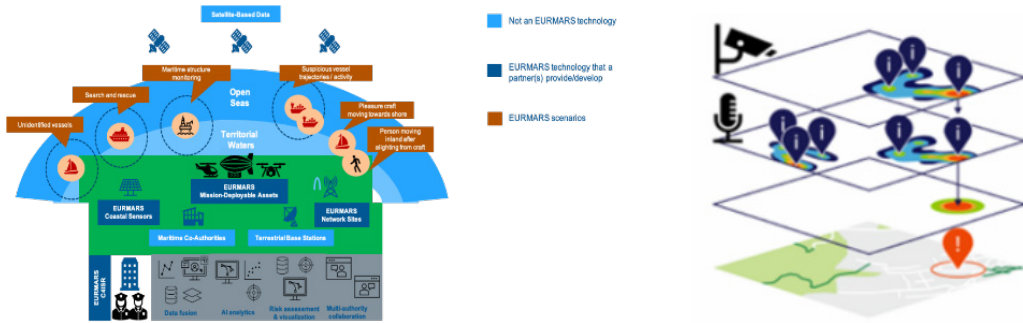 Satellite-Based Data
Maritime structure
monitoring
Suspicious vessel
trajectories / activity
Search and rescue
Open
Seas
Pleasure craft
moving towards shore
Unidentified vessels
Territorial
Waters
Person moving
inland after
alighting from craft
EURMARS
Mission-Deployable Assets
EURMARS
Coastal Sensors
EURMARS
Network Sites
Maritime Co-Authorities
Terrestrial Base Stations
EURMARS
C4ISR
Data fusion
AI analytics
Risk assessment
& visualization
Multi-authority
collaboration
Not an EURMARS technology
EURMARS technology that a
partner(s) provide/develop
EURMARS scenarios